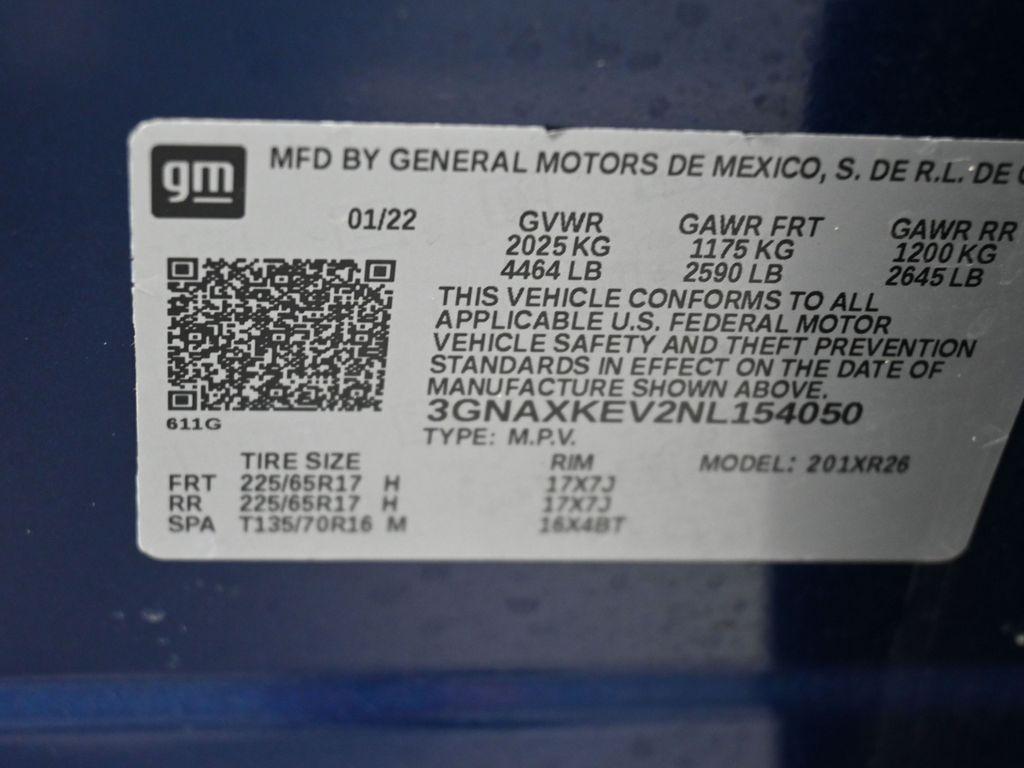 gm
MFD BY GENERAL MOTORS DE MEXICO, S. DE R.L. DE
01/22 GVWR GAWR FRT GAWR RR
2025 KG 1175 KG 1200 KG
4464 LB 2590 LB 2645 LB
THIS VEHICLE CONFORMS TO ALL
APPLICABLE U.S. FEDERAL MOTOR
VEHICLE SAFETY AND THEFT PREVENTION
STANDARDS IN EFFECT ON THE DATE OF
MANUFACTURE SHOWN ABOVE.
3GNAXKEV2NL154050
611G
TYPE: M.P.V.
TIRE SIZE RIM MODEL: 201XR26
FRT 225/65R17 H 17X7J
RR 225/65R17 H 17X7J
SPA T135/70R16 M 16X4BT